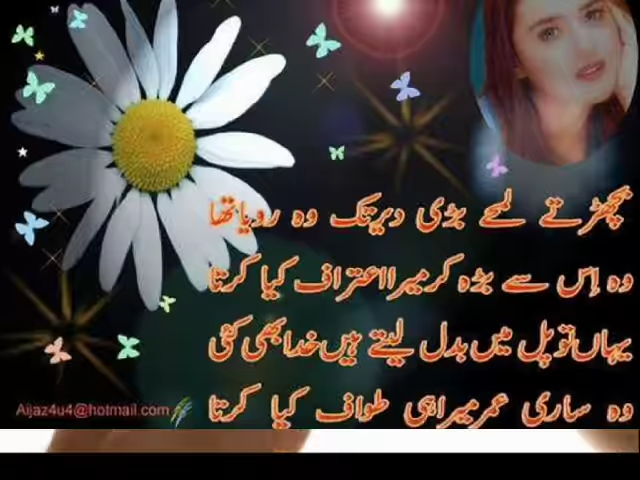 بچھڑتے لمحے بڑی دیر تک وہ رویا تھا
وہ اِس سے بڑھ کر میرا اعتراف کیا کرتا
یہاں تو پل میں بدل لیتے ہیں خدا بھی کئی
وہ ساری عمر میرا ہی طواف کیا کرتا
Aijaz4u4@hotmail.com